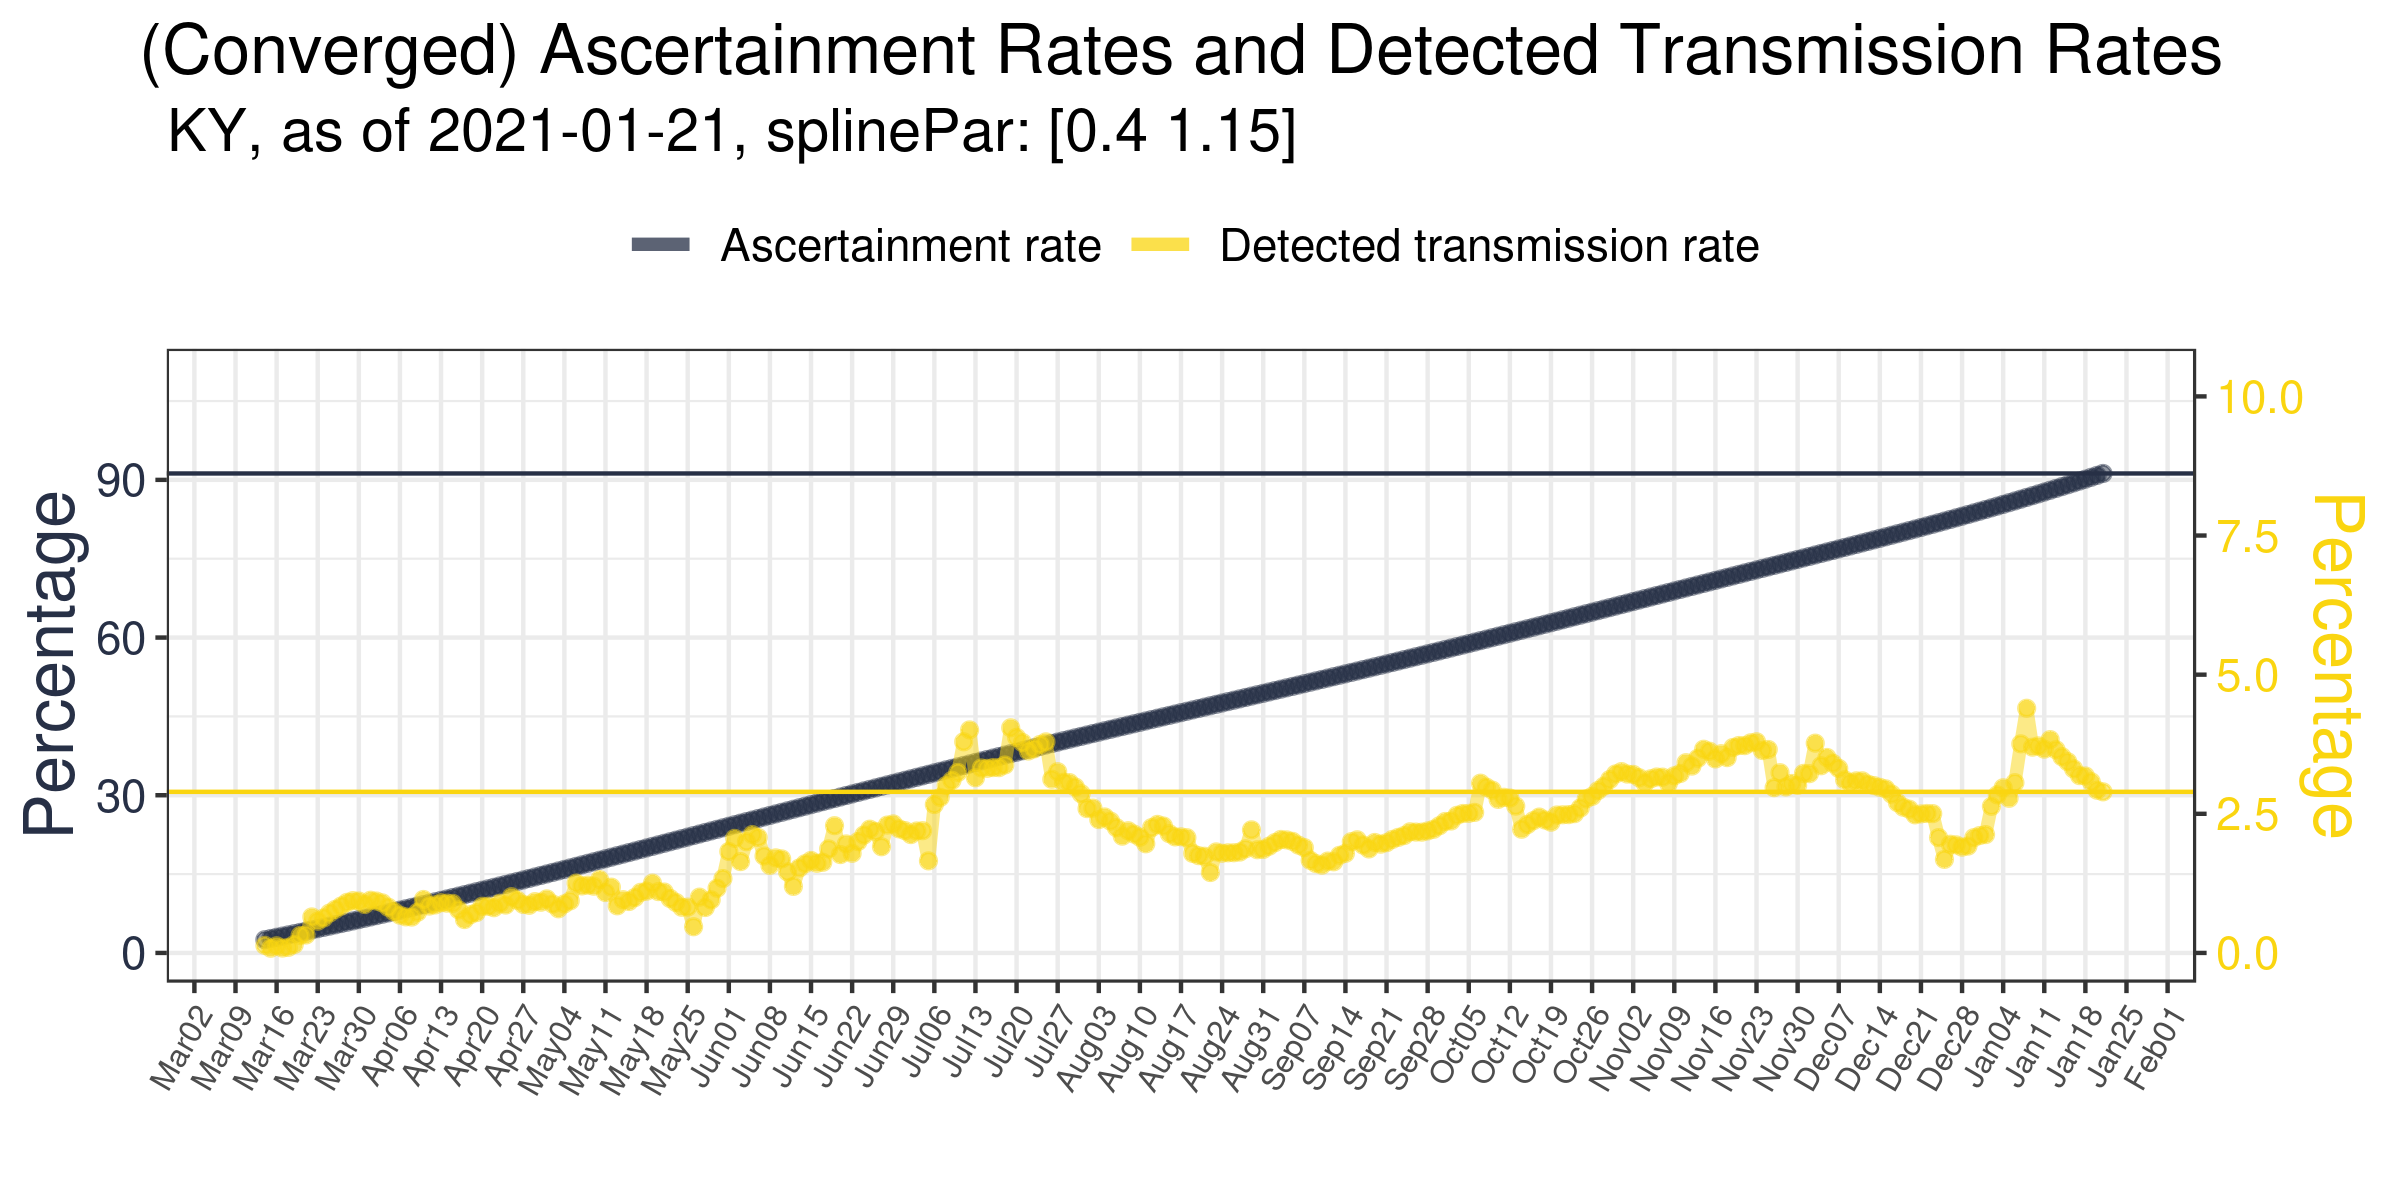 (Converged) Ascertainment Rates and Detected Transmission Rates
KY, as of 2021-01-21, splinePar: [0.4 1.15]
Ascertainment rate Detected transmission rate
Percentage
90
60
30
0
10.0
7.5
5.0
2.5
0.0
Percentage
Mar02 Mar09 Mar16 Mar23 Mar30 Apr06 Apr13 Apr20 Apr27 May04 May11 May18 May25 Jun01 Jun08 Jun15 Jun22 Jun29 Jul06 Jul13 Jul20 Jul27 Aug03 Aug10 Aug17 Aug24 Aug31 Sep07 Sep14 Sep21 Sep28 Oct05 Oct12 Oct19 Oct26 Nov02 Nov09 Nov16 Nov23 Nov30 Dec07 Dec14 Dec21 Dec28 Jan04 Jan11 Jan18 Jan25 Feb01